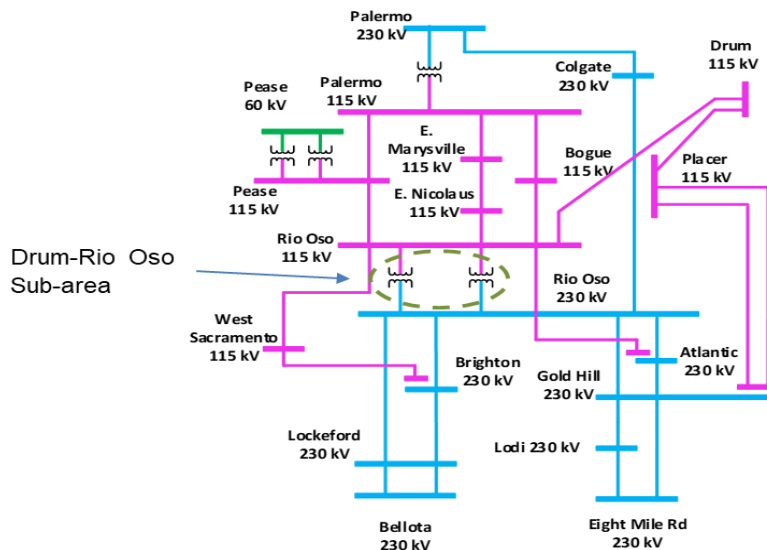 Palermo
230 kV
Drum
115 kV
Colgate
230 kV
Pease
60 kV
Palermo
115 kV
E.
Marysville
115 kV
Bogue
115 kV
Placer
115 kV
Pease
115 kV
E. Nicolaus
115 kV
Rio Oso
115 kV
Drum-Rio Oso
Sub-area
Rio Oso
230 kV
West
Sacramento
115 kV
Brighton
230 kV
Atlantic
230 kV
Gold Hill
230 kV
Lockeford
230 kV
Lodi 230 kV
Bellota
230 kV
Eight Mile Rd
230 kV